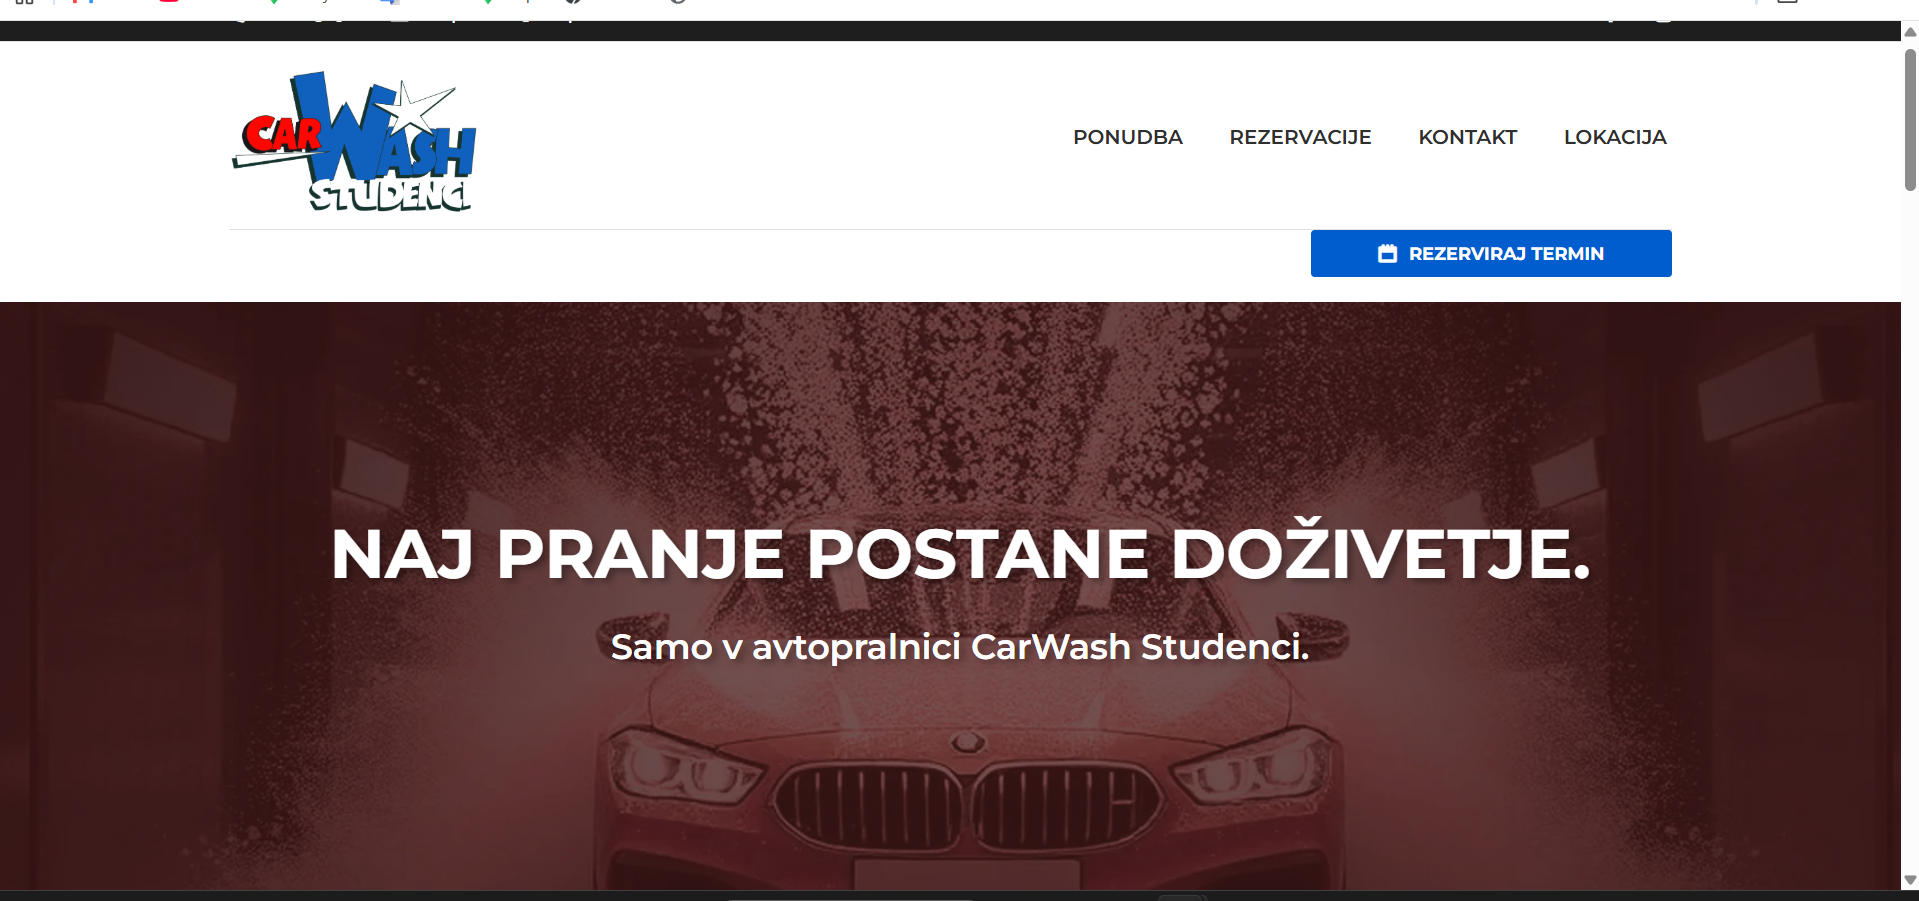 CAR WASH
STUDENCI
PONUDBA
REZERVACIJE
KONTAKT
LOKACIJA
REZERVIRAJ TERMIN
NAJ PRANJE POSTANE DOŽIVETJE.
Samo v avtopralnici CarWash Studenci.